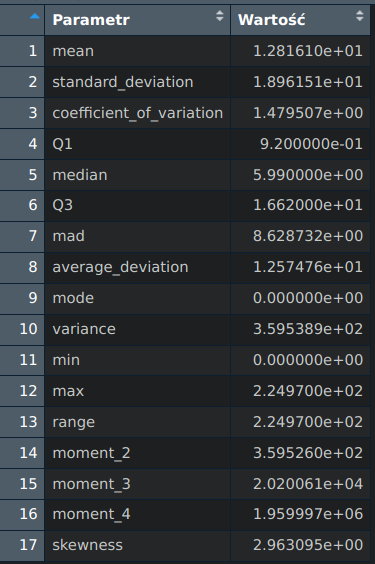 Parametr Wartość
1 mean 1.281610e+01
2 standard_deviation 1.896151e+01
3 coefficient_of_variation 1.479507e+00
4 Q1 9.200000e-01
5 median 5.990000e+00
6 Q3 1.662000e+01
7 mad 8.628732e+00
8 average_deviation 1.257476e+01
9 mode 0.000000e+00
10 variance 3.595389e+02
11 min 0.000000e+00
12 max 2.249700e+02
13 range 2.249700e+02
14 moment_2 3.595260e+02
15 moment_3 2.020061e+04
16 moment_4 1.959997e+06
17 skewness 2.963095e+00